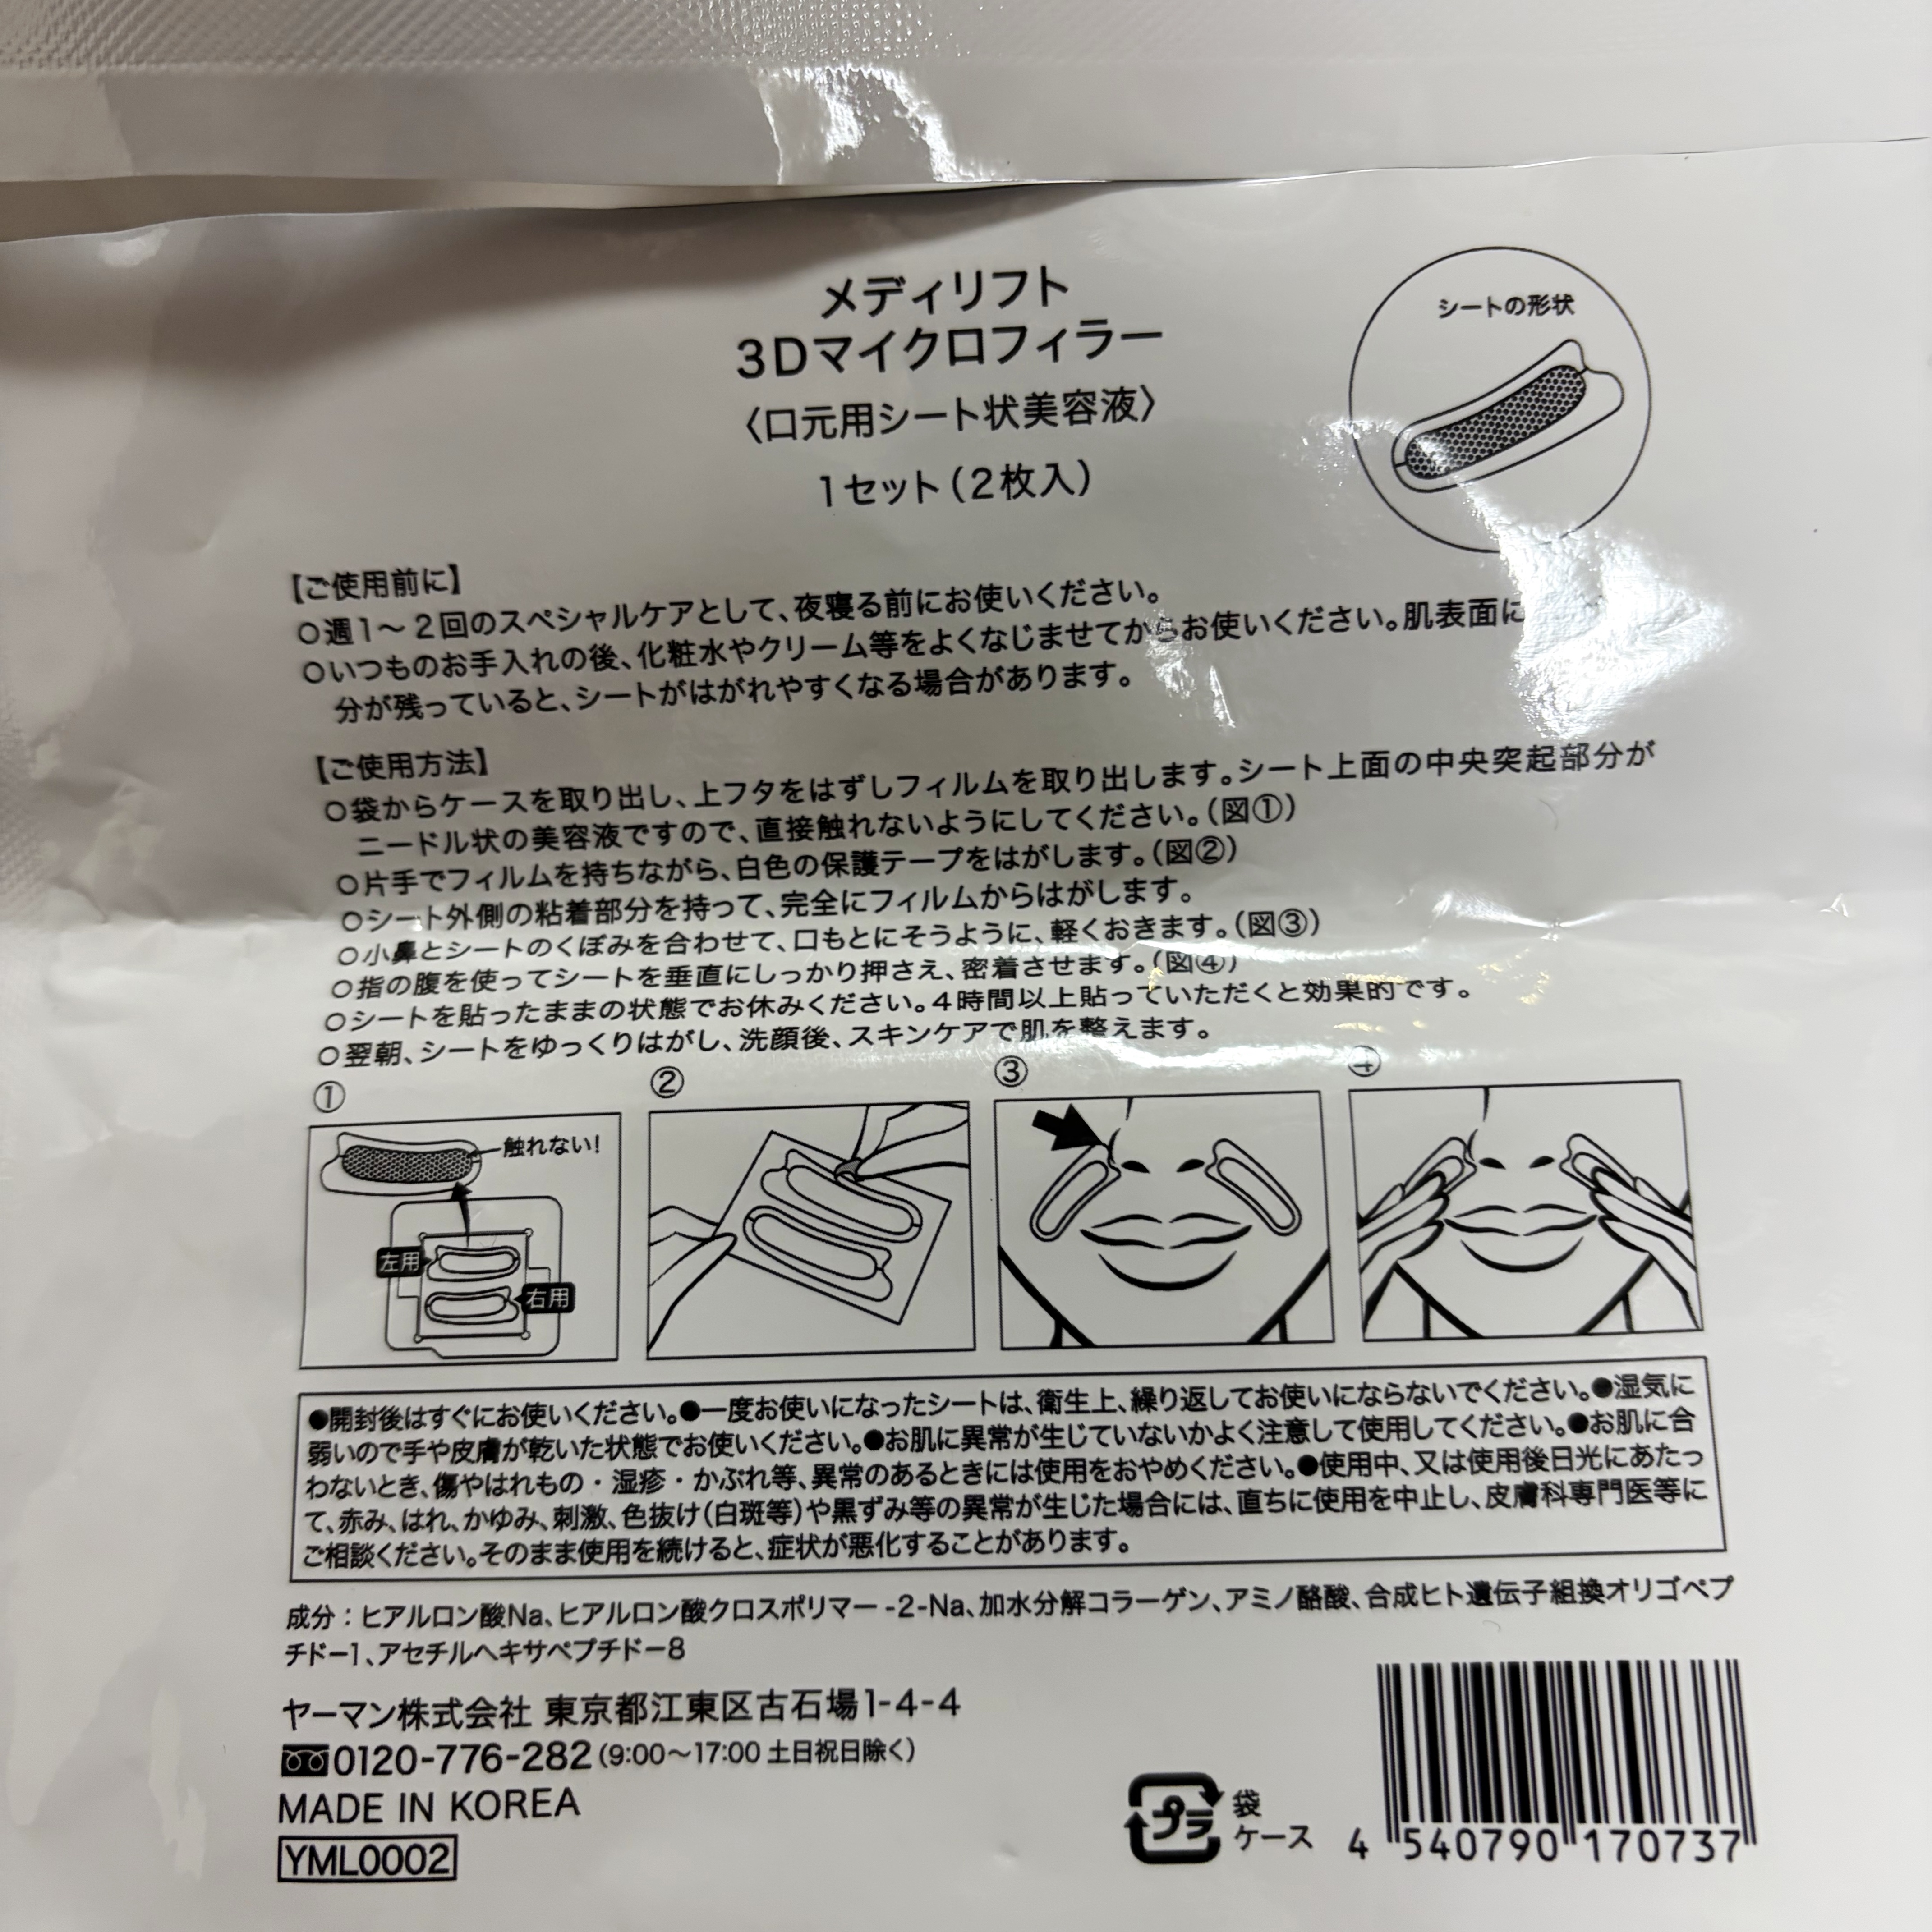 メディリフト
3Dマイクロフィラー
〈口元用シート状美容液〉
1セット(2枚入)
シートの形状
【ご使用前に】
○週1〜2回のスペシャルケアとして、夜寝る前にお使いください。
○いつものお手入れの後、化粧水やクリーム等をよくなじませてからお使いください。肌表面に
分が残っていると、シートがはがれやすくなる場合があります。
【ご使用方法】
○袋からケースを取り出し、上フタをはずしフィルムを取り出します。シート上面の中央突起部分が
ニードル状の美容液ですので、直接触れないようにしてください。(図①)
○片手でフィルムを持ちながら、白色の保護テープをはがします。(図②)
○シート外側の粘着部分を持って、完全にフィルムからはがします。
○小鼻とシートのくぼみを合わせて、口もとにそうように、軽くおきます。(図③)
○指の腹を使ってシートを垂直にしっかり押さえ、密着させます。(図④)
○シートを貼ったままの状態でお休みください。4時間以上貼っていただくと効果的です。
○翌朝、シートをゆっくりはがし、洗顔後、スキンケアで肌を整えます。
① ② ③ ④
触れない!
左用
右用
●開封後はすぐにお使いください。●一度お使いになったシートは、衛生上、繰り返してお使いにならないでください。●湿気に
弱いので手や皮膚が乾いた状態でお使いください。●お肌に異常が生じていないかよく注意して使用してください。●お肌に合
わないとき、傷やはれもの・湿疹・かぶれ等、異常のあるときには使用をおやめください。●使用中、又は使用後日光にあたっ
て、赤み、はれ、かゆみ、刺激、色抜け(白斑等)や黒ずみ等の異常が生じた場合には、直ちに使用を中止し、皮膚科専門医等に
ご相談ください。そのまま使用を続けると、症状が悪化することがあります。
成分:ヒアルロン酸Na、ヒアルロン酸クロスポリマー-2-Na、加水分解コラーゲン、アミノ酪酸、合成ヒト遺伝子組換オリゴペプ
チドー1、アセチルヘキサペプチドー8
ヤーマン株式会社 東京都江東区古石場1-4-4
0120-776-282(9:00〜17:00 土日祝日除く)
MADE IN KOREA
YML0002
プラ
袋
ケース
4 540790 170737